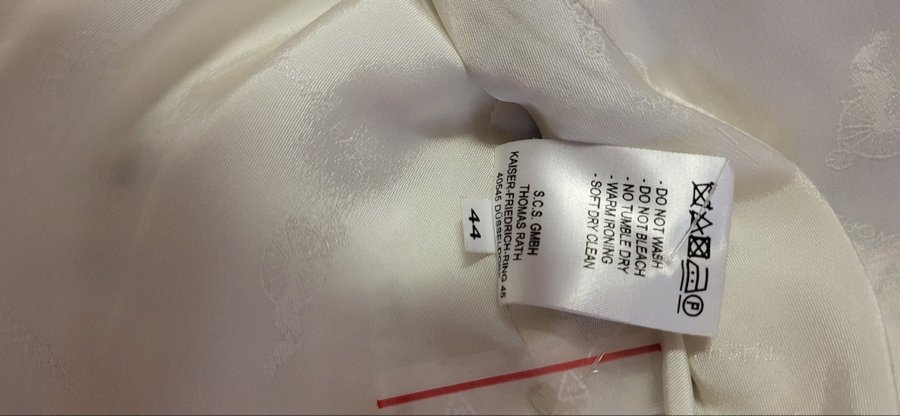 - DO NOT WASH
- DO NOT BLEACH
- NO TUMBLE DRY
- WARM IRONING
- SOFT DRY CLEAN
S.C.S. GMBH
THOMAS RATH
KAISER-FRIEDRICH-RING 46
40545 DÜSSELDORF
44
P